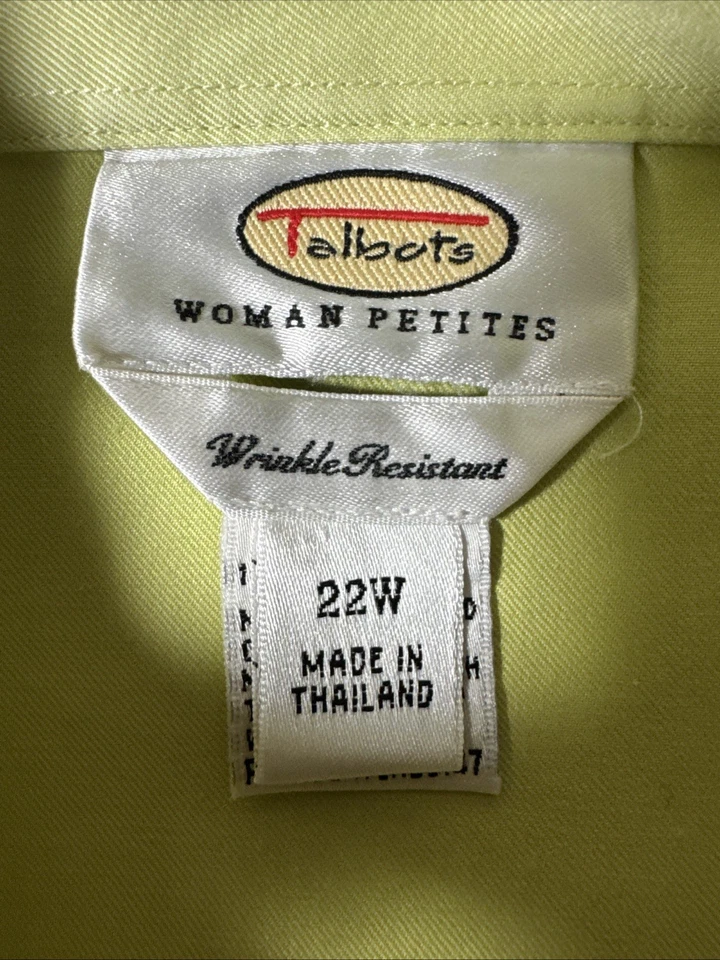 Talbots
WOMAN PETITES
Wrinkle Resistant
22W
MADE IN
THAILAND